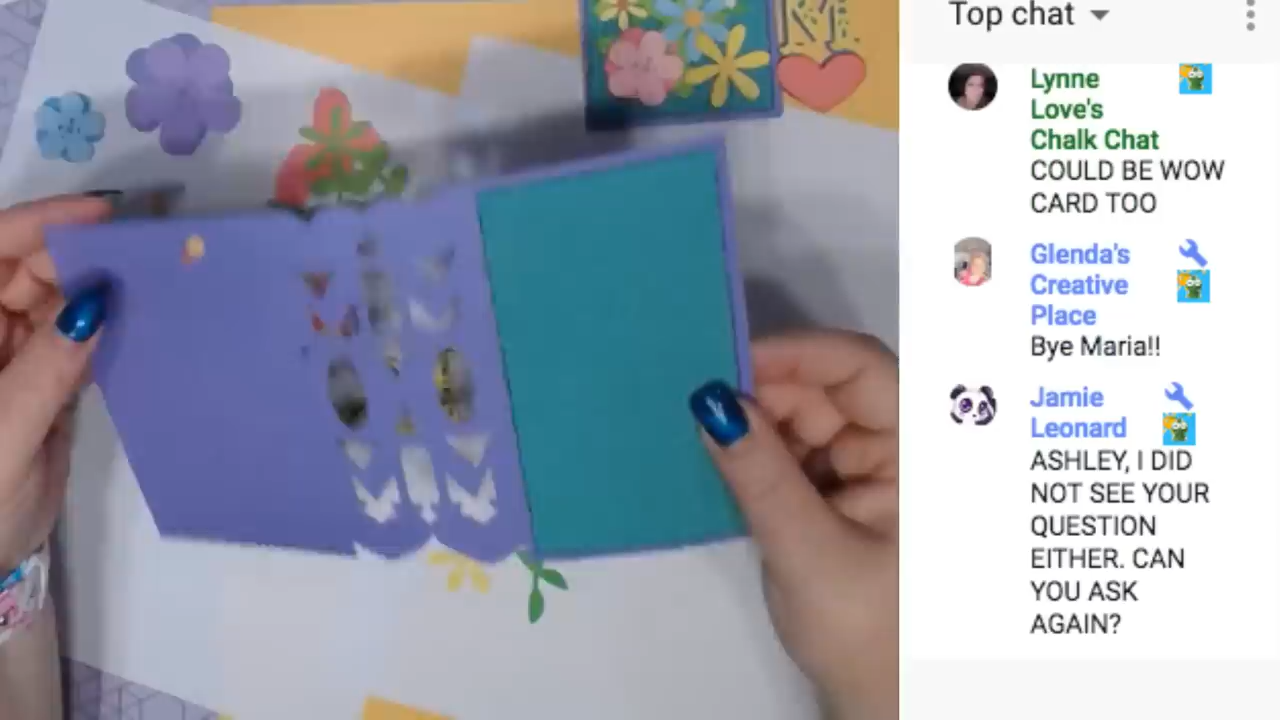 M
Top chat
Lynne
Love's
Chalk Chat
COULD BE WOW
CARD TOO
Glenda's
Creative
Place
Bye Maria!!
Jamie
Leonard
ASHLEY, I DID
NOT SEE YOUR
QUESTION
EITHER. CAN
YOU ASK
AGAIN?